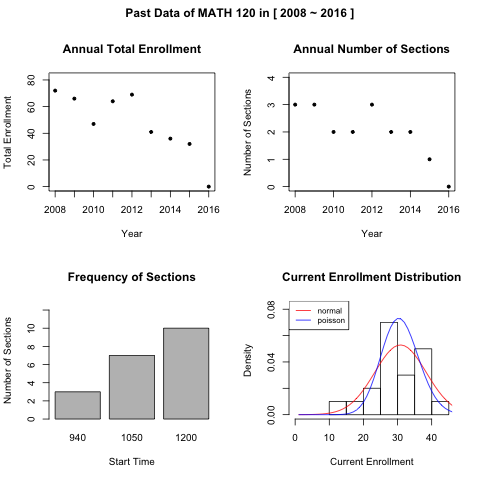 Past Data of MATH 120 in [ 2008 ~ 2016 ]
Annual Total Enrollment
Total Enrollment
80
60
40
20
0
2008 2010 2012 2014 2016
Year
Annual Number of Sections
Number of Sections
4
3
2
1
0
2008 2010 2012 2014 2016
Year
Frequency of Sections
Number of Sections
10
8
6
4
2
0
940 1050 1200
Start Time
Current Enrollment Distribution
Density
0.08
0.04
0.00
normal
poisson
0 10 20 30 40
Current Enrollment